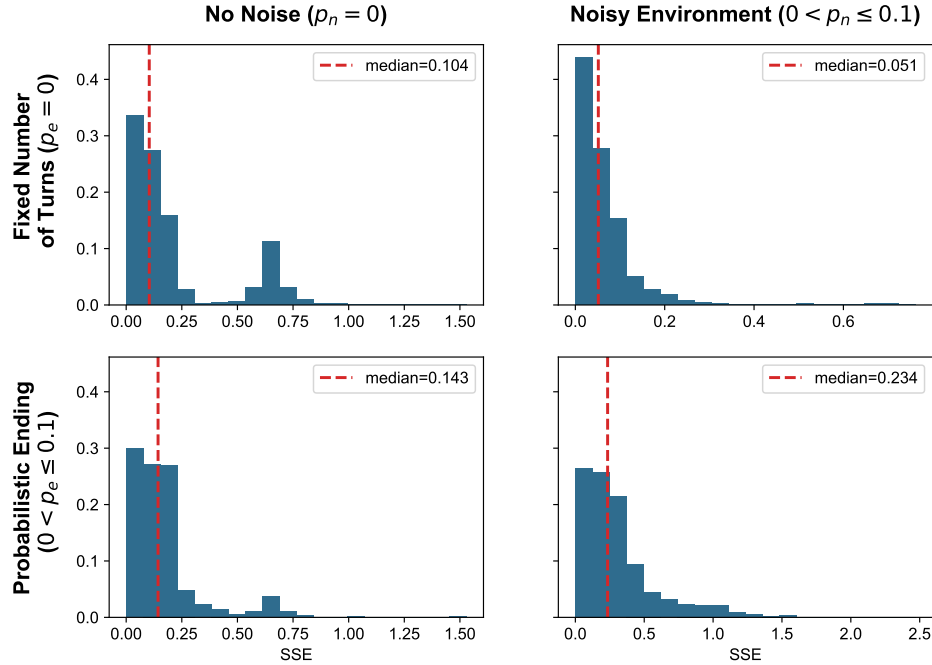 No Noise (pₙ = 0)
Noisy Environment (0 < pₙ ≤ 0.1)
Fixed Number
of Turns (pₑ = 0)
0.4
0.3
0.2
0.1
0.0
median=0.104
0.00 0.25 0.50 0.75 1.00 1.25 1.50
median=0.051
0.0 0.2 0.4 0.6
Probabilistic Ending
(0 < pₑ ≤ 0.1)
0.4
0.3
0.2
0.1
0.0
median=0.143
0.00 0.25 0.50 0.75 1.00 1.25 1.50
SSE
median=0.234
0.0 0.5 1.0 1.5 2.0 2.5
SSE